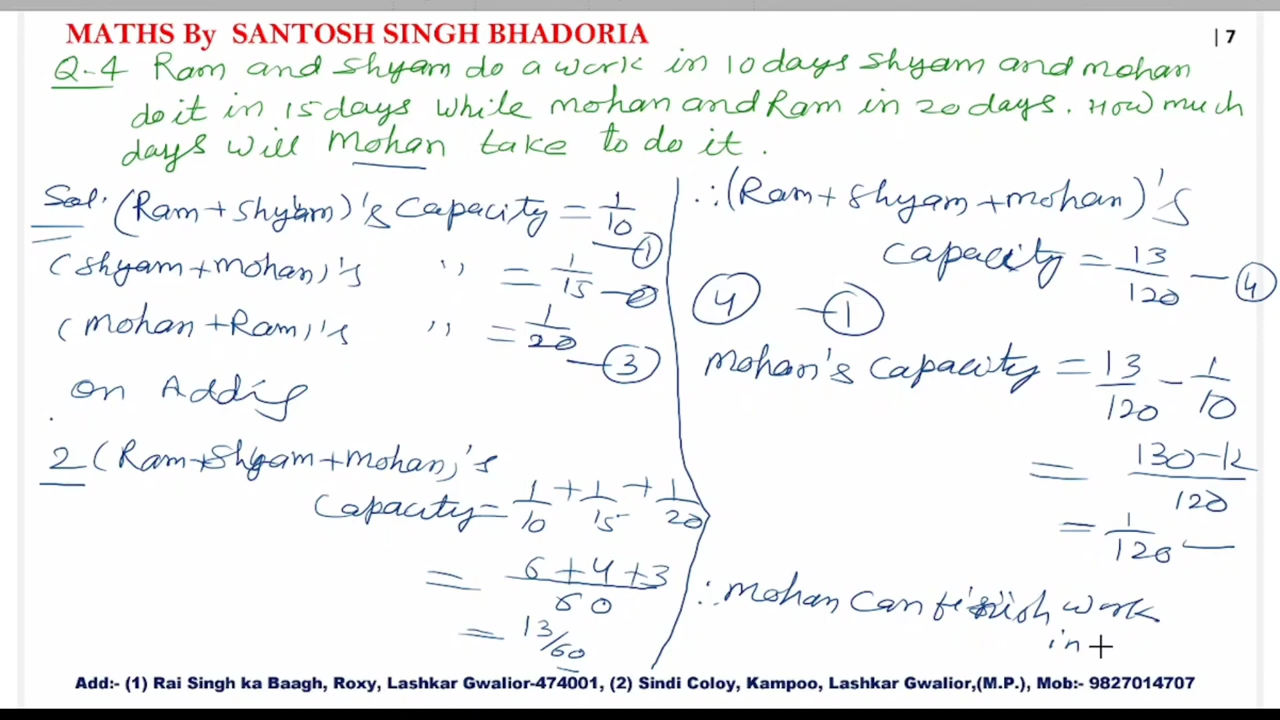 MATHS By SANTOSH SINGH BHADORIA
| 7
Q.4 Ram and Shyam do a work in 10 days Shyam and mohan
do it in 15 days while mohan and Ram in 20 days. How much
days will Mohan take to do it.
Sol. (Ram + Shyam)'s Capacity = 1/10 — ①
(Shyam + Mohan)'s " = 1/15 — ②
(Mohan + Ram)'s " = 1/20 — ③
on Adding
2 (Ram + Shyam + Mohan)'s
Capacity = 1/10 + 1/15 + 1/20
= 6 + 4 + 3 / 60
= 13/60
∴ (Ram + Shyam + Mohan)'s
Capacity = 13/120 — ④
④ — ①
Mohan's Capacity = 13/120 - 1/10
= 130 - 12 / 120
= 1/120 —
∴ Mohan Can finish work
in
Add:- (1) Rai Singh ka Baagh, Roxy, Lashkar Gwalior-474001, (2) Sindi Coloy, Kampoo, Lashkar Gwalior,(M.P.), Mob:- 9827014707